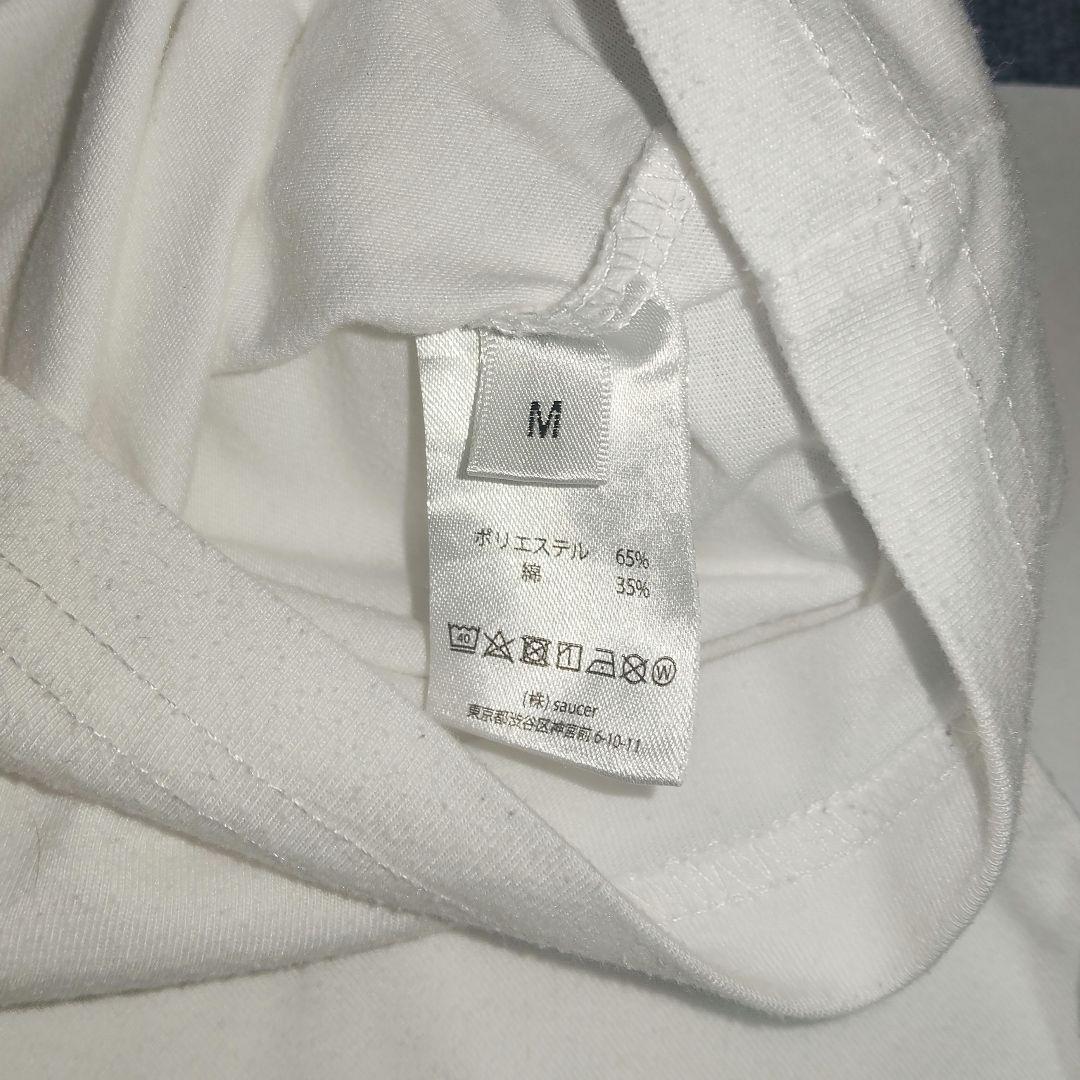 M
ポリエステル 65%
綿 35%
40 W
(株) saucer
東京都渋谷区神宮前 6-10-11